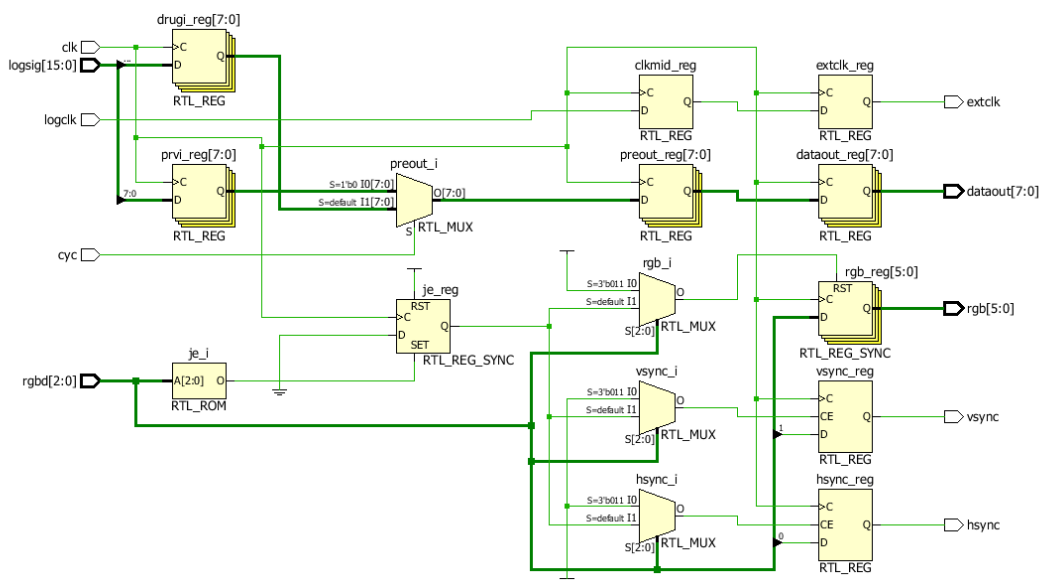 drugi_reg[7:0]
clk
logsig[15:0]
C
D
Q
...
RTL_REG
logclk
clkmid_reg
C
D
Q
RTL_REG
extclk_reg
C
D
Q
RTL_REG
extclk
prvi_reg[7:0]
C
D
Q
7:0
RTL_REG
preout_i
S=1'b0 I0[7:0]
S=default I1[7:0]
O[7:0]
S
RTL_MUX
preout_reg[7:0]
C
D
Q
RTL_REG
dataout_reg[7:0]
C
D
Q
RTL_REG
dataout[7:0]
cyc
je_reg
RST
C
D
Q
SET
RTL_REG_SYNC
rgb_i
S=3'b011 I0
S=default I1
O
S[2:0]
RTL_MUX
rgb_reg[5:0]
RST
C
D
Q
RTL_REG_SYNC
rgb[5:0]
je_i
rgbd[2:0]
A[2:0]
O
RTL_ROM
vsync_i
S=3'b011 I0
S=default I1
O
S[2:0]
RTL_MUX
vsync_reg
C
CE
D
Q
1
RTL_REG
vsync
hsync_i
S=3'b011 I0
S=default I1
O
S[2:0]
RTL_MUX
hsync_reg
C
CE
D
Q
0
RTL_REG
hsync